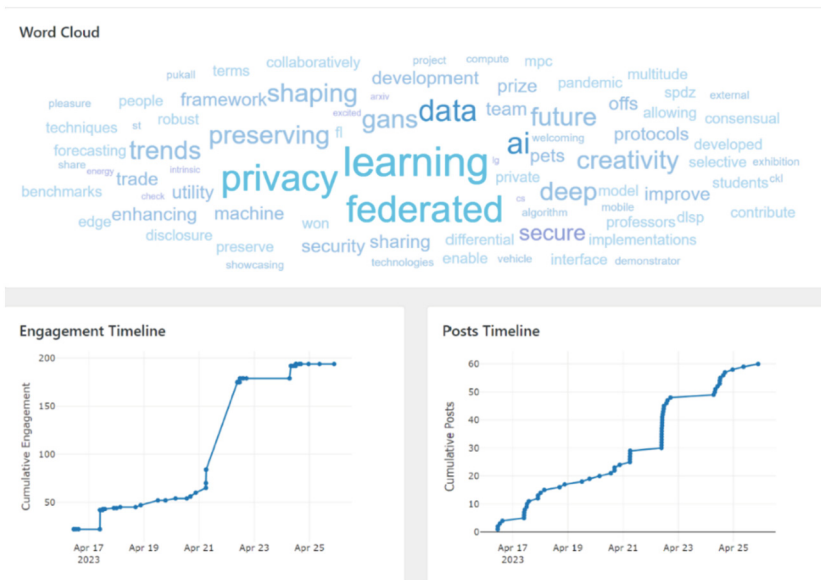 Word Cloud
collaboratively project compute mpc
pukall terms development prize pandemic multitude
pleasure people framework shaping arxiv data team future offs spdz external
excited gans allowing consensual
techniques st robust preserving fl ai welcoming protocols developed
forecasting trends learning lg pets creativity selective exhibition
share energy intrinsic privacy private students ckl
benchmarks trade check utility deep model improve
edge enhancing machine won federated cs algorithm mobile professors dlsp contribute
disclosure preserve security sharing differential secure implementations
showcasing technologies enable vehicle interface demonstrator
Engagement Timeline
200
150
100
50
Cumulative Engagement
Apr 17 Apr 19 Apr 21 Apr 23 Apr 25
2023
Posts Timeline
60
50
40
30
20
10
0
Cumulative Posts
Apr 17 Apr 19 Apr 21 Apr 23 Apr 25
2023